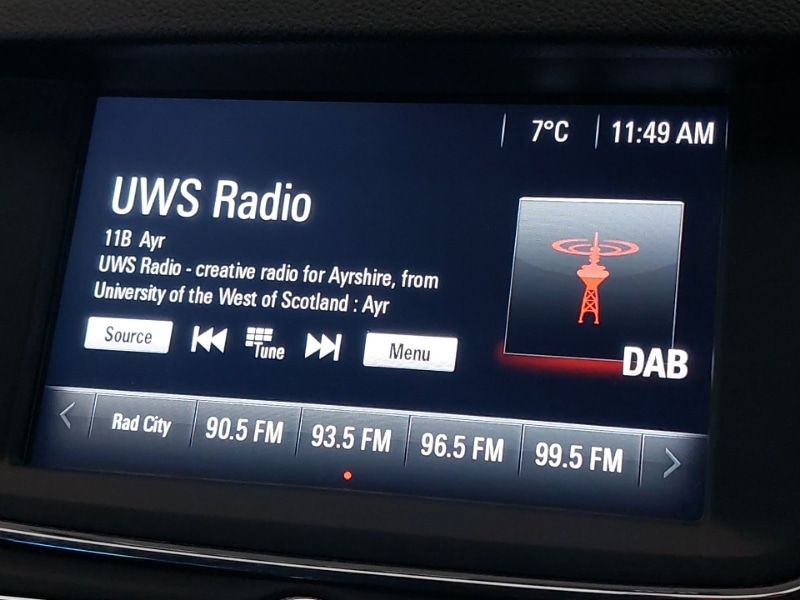 7°C 11:49 AM
UWS Radio
11B Ayr
UWS Radio - creative radio for Ayrshire, from
University of the West of Scotland : Ayr
Source Tune Menu
DAB
Rad City 90.5 FM 93.5 FM 96.5 FM 99.5 FM